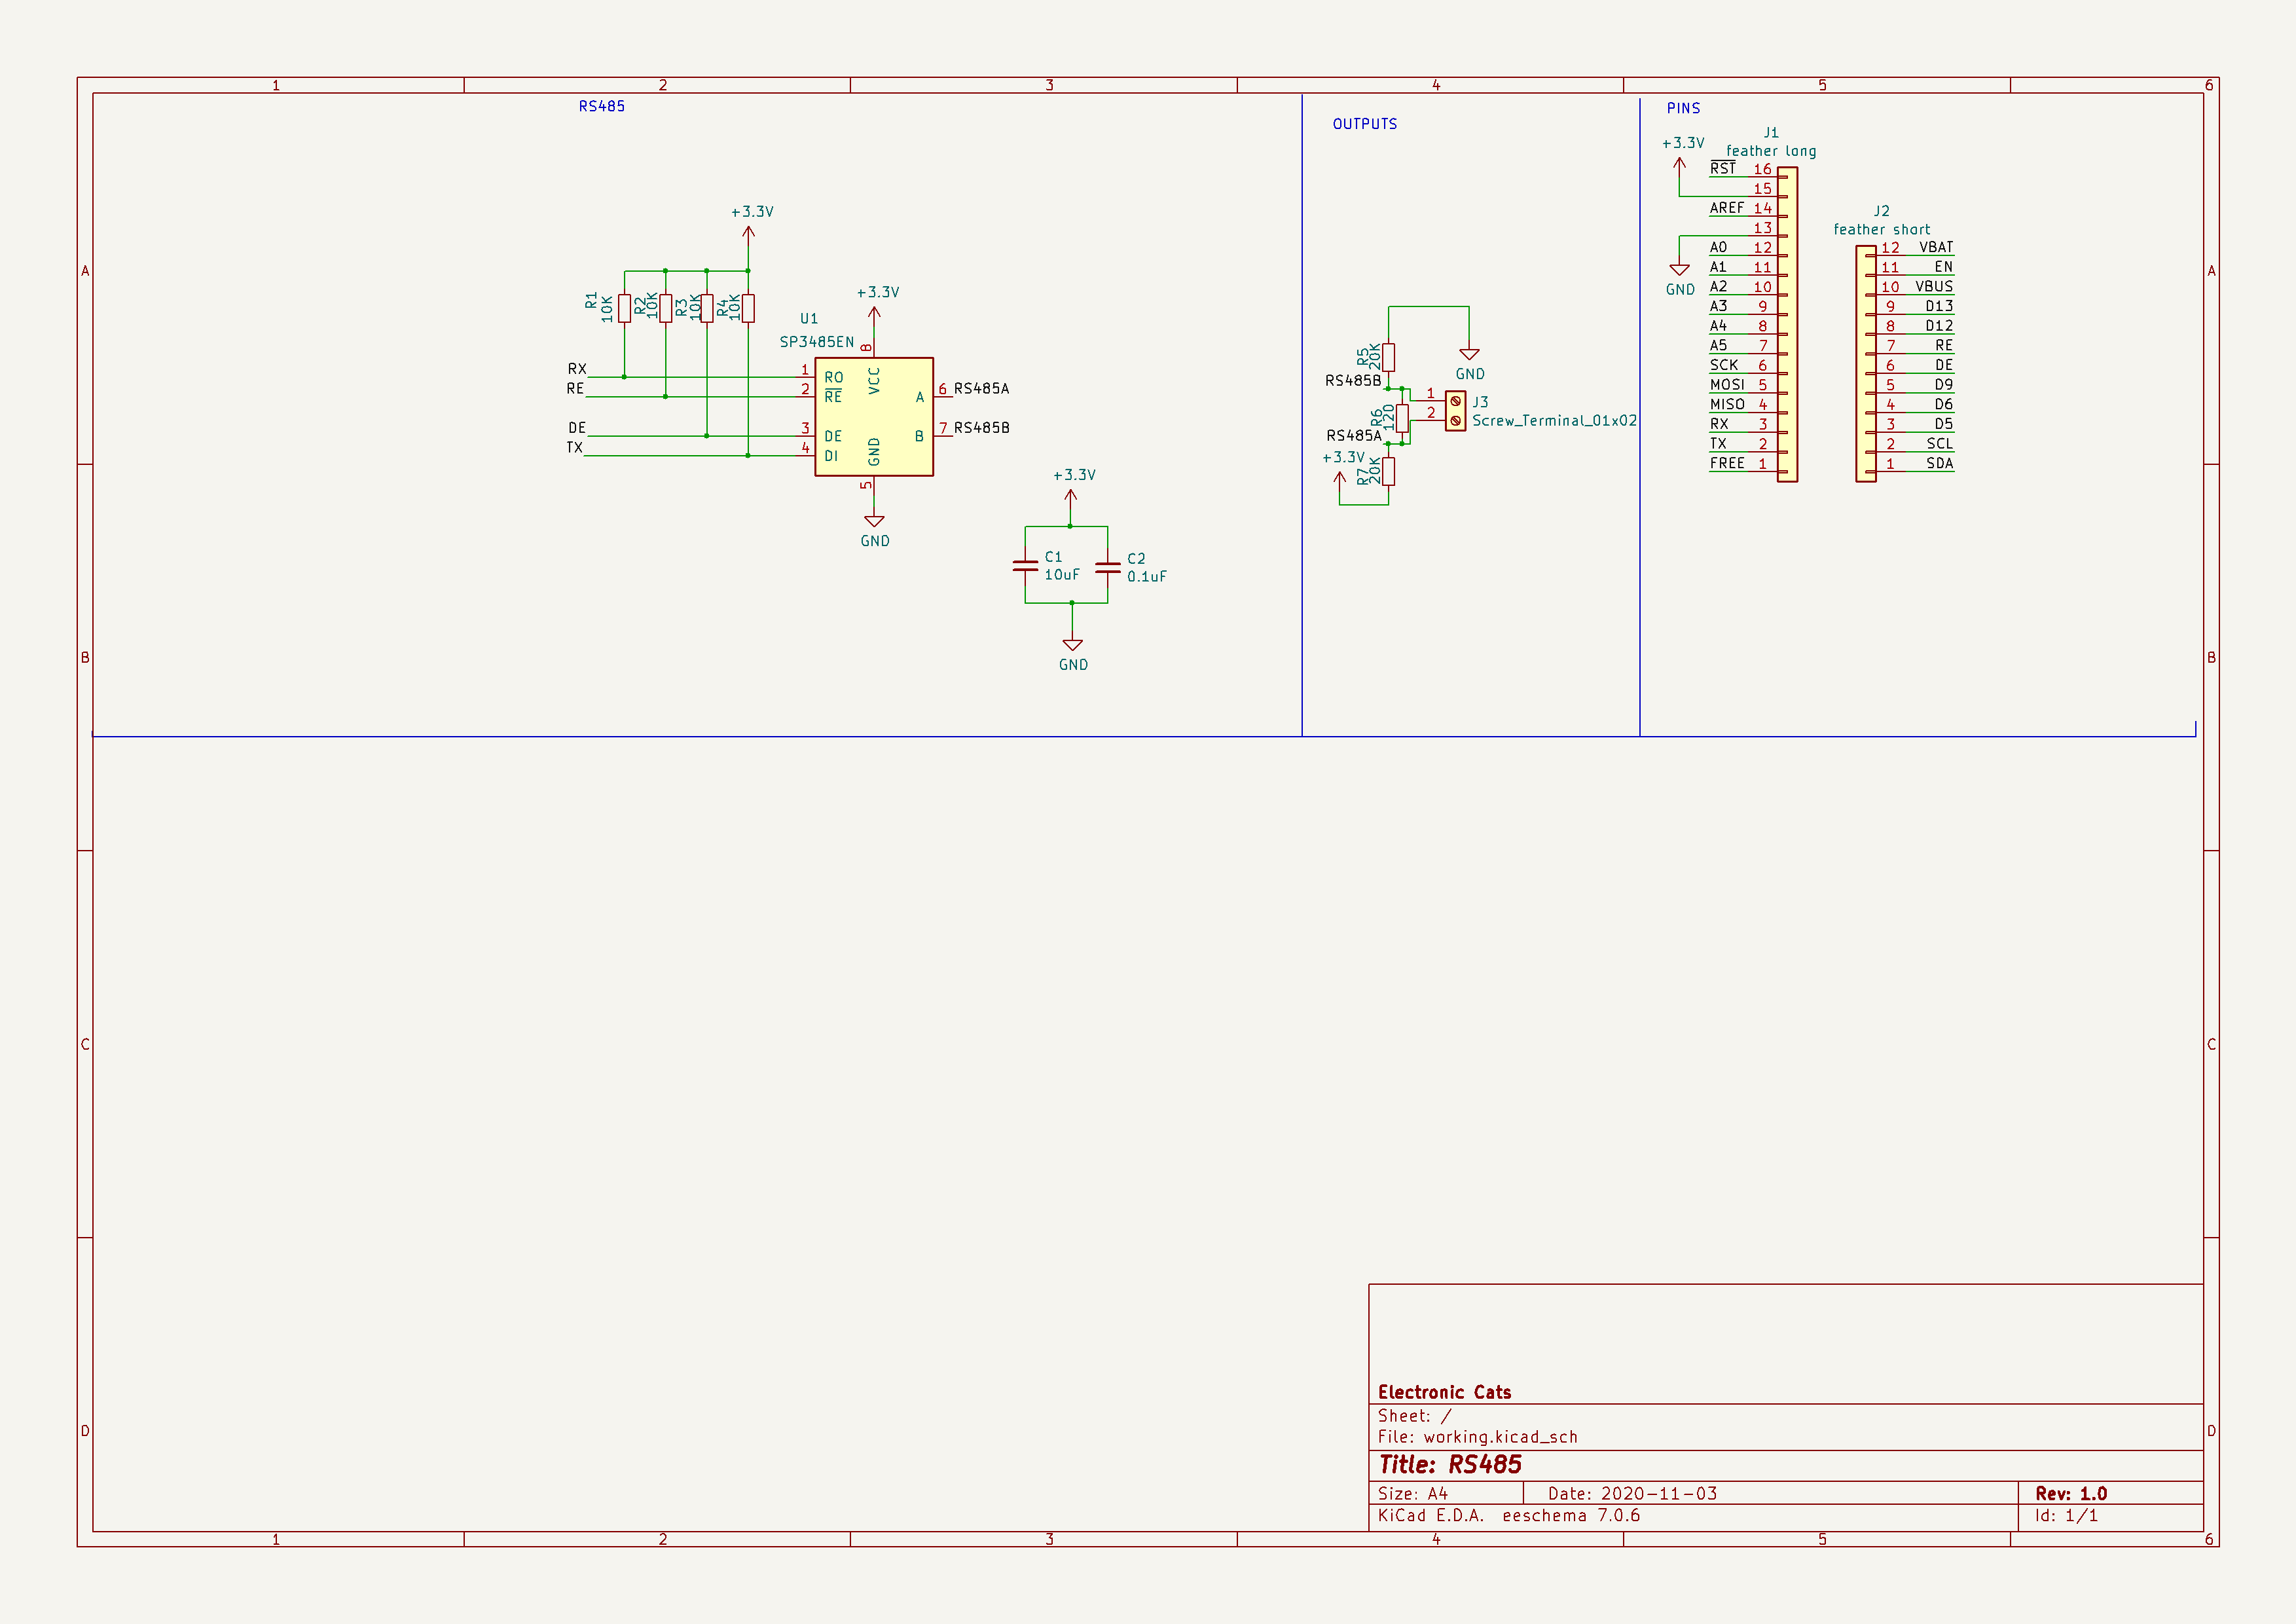 1 2 3 4 5 6
RS485
OUTPUTS
PINS
A
A
B
B
C
C
D
D
+3.3V
R1
10K
R2
10K
R3
10K
R4
10K
+3.3V
U1
SP3485EN
8
VCC
RX
1 RO
RE
2 RE
DE
3 DE
TX
4 DI
A 6 RS485A
B 7 RS485B
GND
5
GND
+3.3V
C1
10uF
C2
0.1uF
GND
R5
20K
GND
RS485B
R6
120
1
2
J3
Screw_Terminal_01x02
RS485A
+3.3V
R7
20K
J1
feather long
+3.3V
RST 16
15
AREF 14
13
GND
A0 12
A1 11
A2 10
A3 9
A4 8
A5 7
SCK 6
MOSI 5
MISO 4
RX 3
TX 2
FREE 1
J2
feather short
12 VBAT
11 EN
10 VBUS
9 D13
8 D12
7 RE
6 DE
5 D9
4 D6
3 D5
2 SCL
1 SDA
Electronic Cats
Sheet: /
File: working.kicad_sch
Title: RS485
Size: A4 Date: 2020-11-03 Rev: 1.0
KiCad E.D.A. eeschema 7.0.6 Id: 1/1
1 2 3 4 5 6